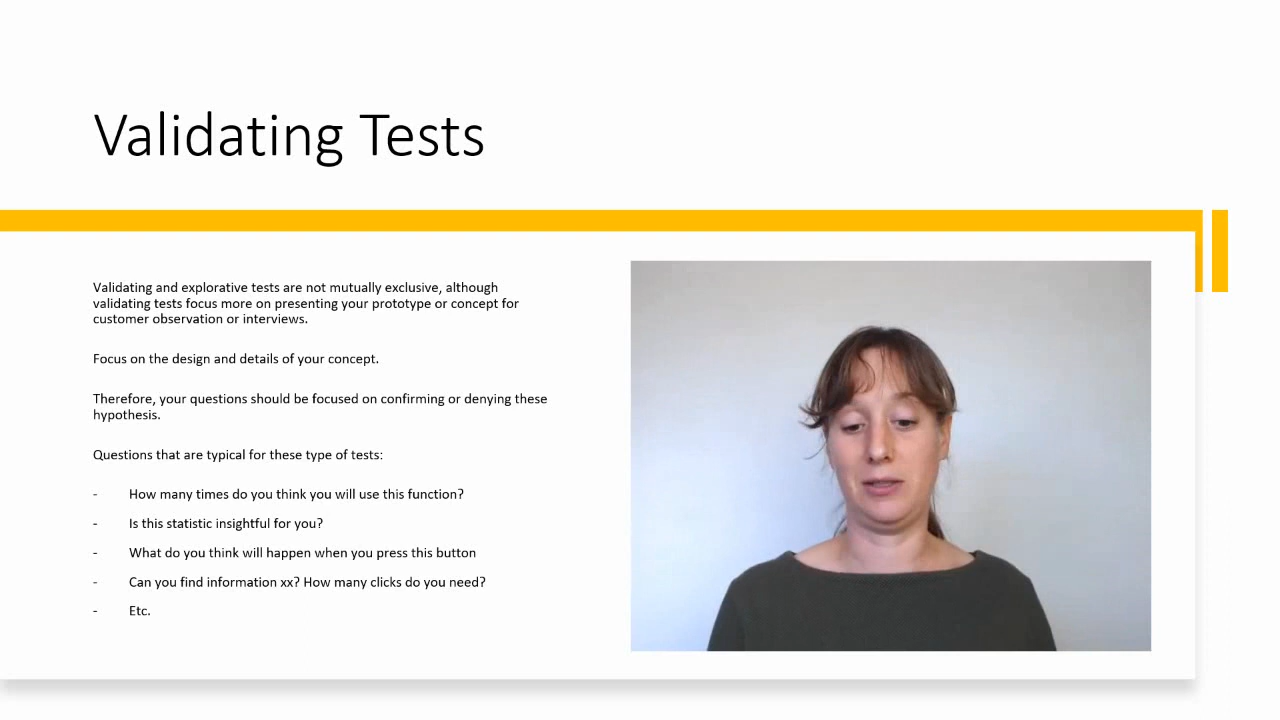 Validating Tests
Validating and explorative tests are not mutually exclusive, although
validating tests focus more on presenting your prototype or concept for
customer observation or interviews.
Focus on the design and details of your concept.
Therefore, your questions should be focused on confirming or denying these
hypothesis.
Questions that are typical for these type of tests:
- How many times do you think you will use this function?
- Is this statistic insightful for you?
- What do you think will happen when you press this button
- Can you find information xx? How many clicks do you need?
- Etc.